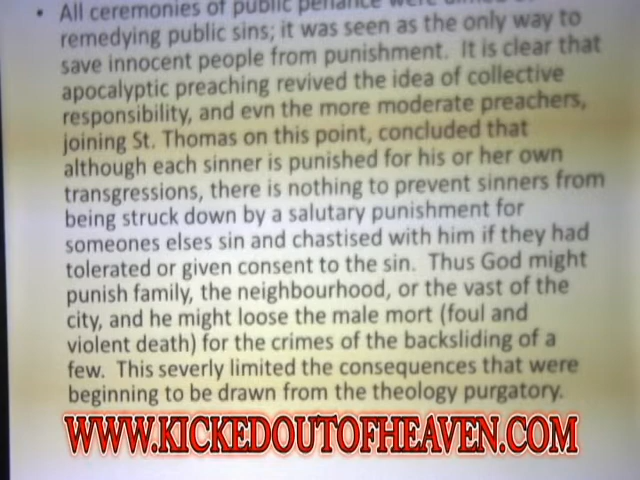 • All ceremonies of public penance were aimed
remedying public sins; it was seen as the only way to
save innocent people from punishment. It is clear that
apocalyptic preaching revived the idea of collective
responsibility, and evn the more moderate preachers,
joining St. Thomas on this point, concluded that
although each sinner is punished for his or her own
transgressions, there is nothing to prevent sinners from
being struck down by a salutary punishment for
someones elses sin and chastised with him if they had
tolerated or given consent to the sin. Thus God might
punish family, the neighbourhood, or the vast of the
city, and he might loose the male mort (foul and
violent death) for the crimes of the backsliding of a
few. This severly limited the consequences that were
beginning to be drawn from the theology purgatory.
WWW.KICKEDOUTOFHEAVEN.COM